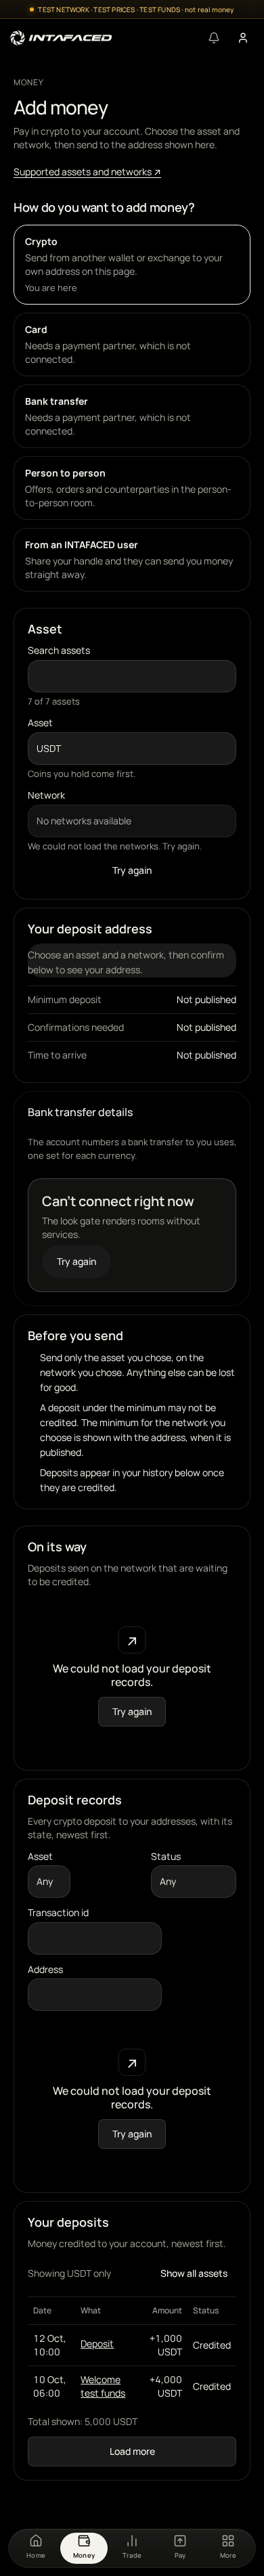 TEST NETWORK · TEST PRICES · TEST FUNDS · not real money
INTAFACED
MONEY
Add money
Pay in crypto to your account. Choose the asset and
network, then send to the address shown here.
Supported assets and networks ↗
How do you want to add money?
Crypto
Send from another wallet or exchange to your
own address on this page.
You are here
Card
Needs a payment partner, which is not
connected.
Bank transfer
Needs a payment partner, which is not
connected.
Person to person
Offers, orders and counterparties in the person-
to-person room.
From an INTAFACED user
Share your handle and they can send you money
straight away.
Asset
Search assets
7 of 7 assets
Asset
USDT
Coins you hold come first.
Network
No networks available
We could not load the networks. Try again.
Try again
Your deposit address
Choose an asset and a network, then confirm
below to see your address.
Minimum deposit Not published
Confirmations needed Not published
Time to arrive Not published
Bank transfer details
The account numbers a bank transfer to you uses,
one set for each currency.
Can't connect right now
The look gate renders rooms without
services.
Try again
Before you send
Send only the asset you chose, on the
network you chose. Anything else can be lost
for good.
A deposit under the minimum may not be
credited. The minimum for the network you
choose is shown with the address, when it is
published.
Deposits appear in your history below once
they are credited.
On its way
Deposits seen on the network that are waiting
to be credited.
We could not load your deposit
records.
Try again
Deposit records
Every crypto deposit to your addresses, with its
state, newest first.
Asset Status
Any Any
Transaction id
Address
We could not load your deposit
records.
Try again
Your deposits
Money credited to your account, newest first.
Showing USDT only Show all assets
Date What Amount Status
12 Oct, 10:00 Deposit +1,000 USDT Credited
10 Oct, 06:00 Welcome test funds +4,000 USDT Credited
Total shown: 5,000 USDT
Load more
Home Money Trade Pay More